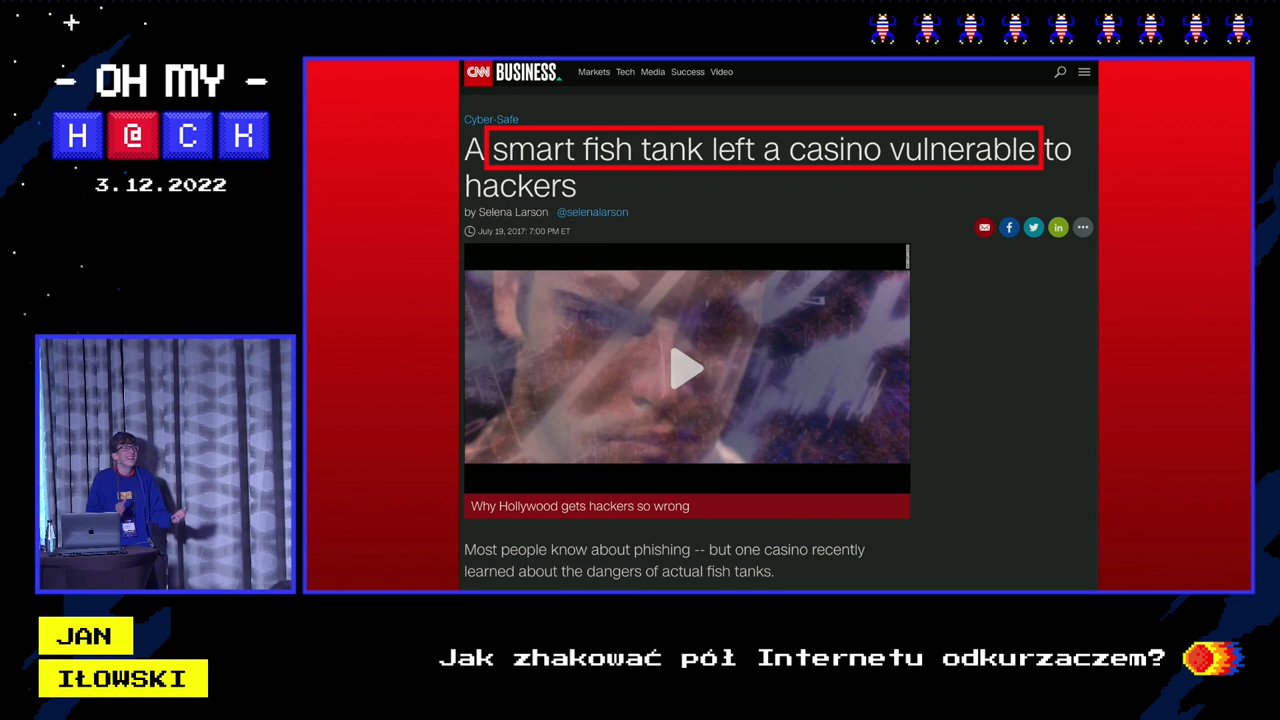 - OH MY -
H@CK
3.12.2022
CNN BUSINESS
Markets Tech Media Success Video
Cyber-Safe
A smart fish tank left a casino vulnerable to
hackers
by Selena Larson @selenalarson
July 19, 2017: 7:00 PM ET
Why Hollywood gets hackers so wrong
Most people know about phishing -- but one casino recently
learned about the dangers of actual fish tanks.
JAN
IŁOWSKI
Jak zhakować pół Internetu odkurzaczem?